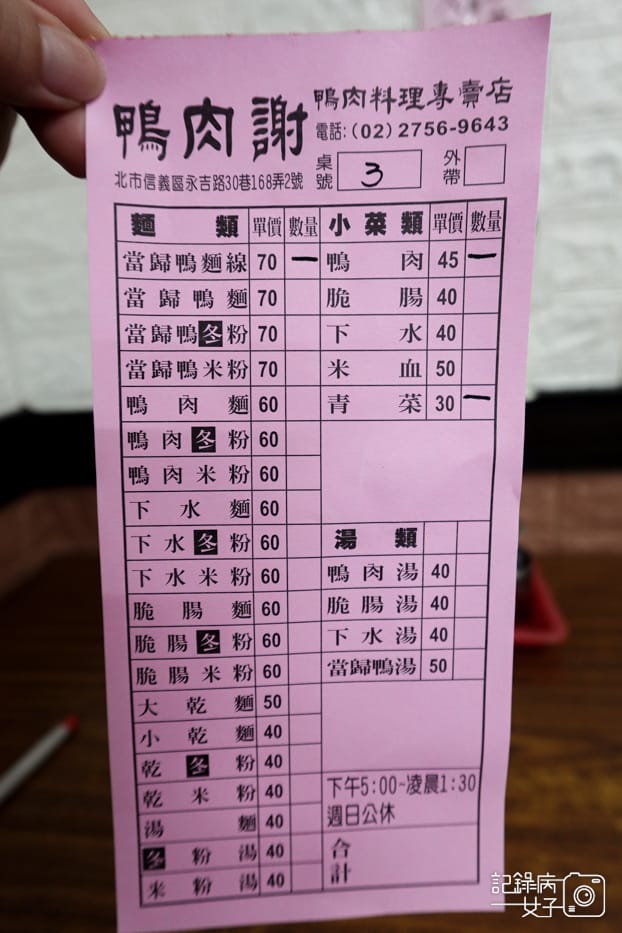 鴨肉謝 鴨肉料理專賣店
電話:(02)2756-9643
北市信義區永吉路30巷168弄2號
桌號 3 外帶
麵類 單價 數量 小菜類 單價 數量
當歸鴨麵線 70 一 鴨肉 45 一
當歸鴨麵 70 脆腸 40
當歸鴨冬粉 70 下水 40
當歸鴨米粉 70 米血 50
鴨肉麵 60 青菜 30 一
鴨肉冬粉 60
鴨肉米粉 60
下水麵 60
下水冬粉 60 湯類
下水米粉 60 鴨肉湯 40
脆腸麵 60 脆腸湯 40
脆腸冬粉 60 下水湯 40
脆腸米粉 60 當歸鴨湯 50
大乾麵 50
小乾麵 40
乾冬粉 40
乾米粉 40 下午5:00~凌晨1:30
湯麵 40 週日公休
冬粉湯 40 合計
米粉湯 40
記錄病
女子